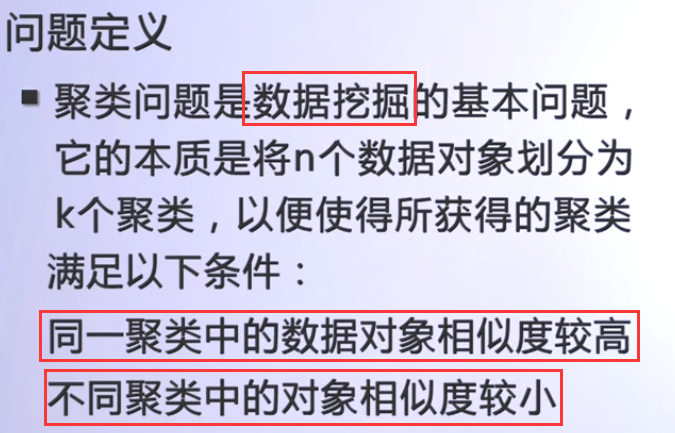 问题定义
聚类问题是数据挖掘的基本问题，
它的本质是将n个数据对象划分为
k个聚类，以便使得所获得的聚类
满足以下条件：
同一聚类中的数据对象相似度较高
不同聚类中的对象相似度较小